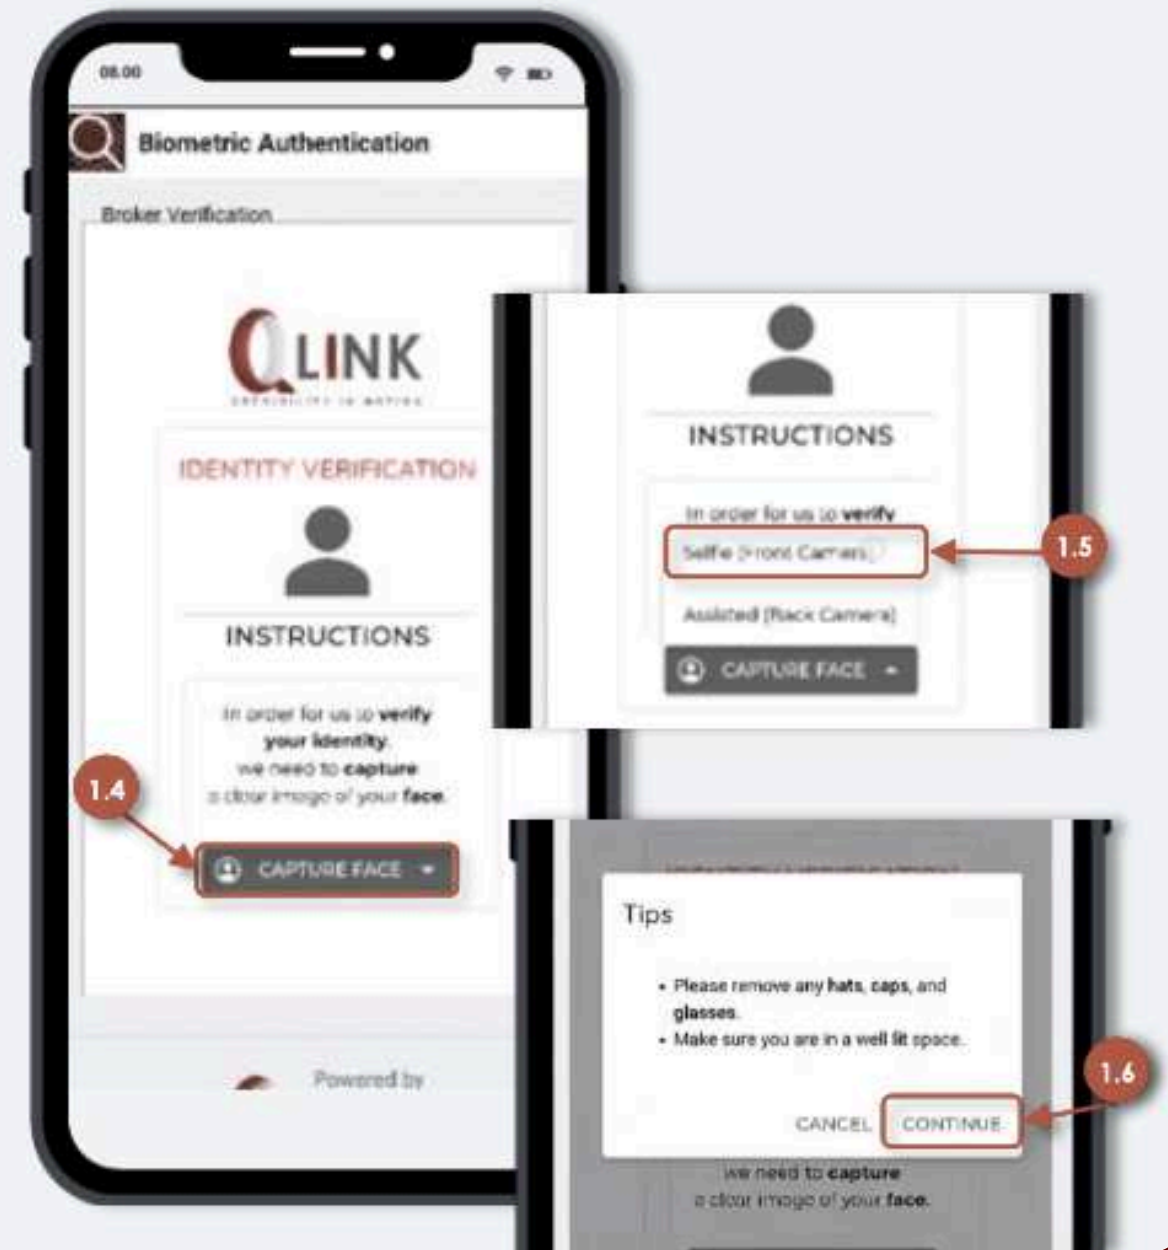 08.00
Biometric Authentication
Broker Verification
QLINK
CREDIBILITY IN MOTION
IDENTITY VERIFICATION
INSTRUCTIONS
In order for us to verify
your identity,
we need to capture
a clear image of your face.
1.4
CAPTURE FACE
Powered by
INSTRUCTIONS
In order for us to verify
Selfie (Front Camera)
1.5
Assisted (Back Camera)
CAPTURE FACE
Tips
• Please remove any hats, caps, and
glasses.
• Make sure you are in a well lit space.
1.6
CANCEL CONTINUE
we need to capture
a clear image of your face.